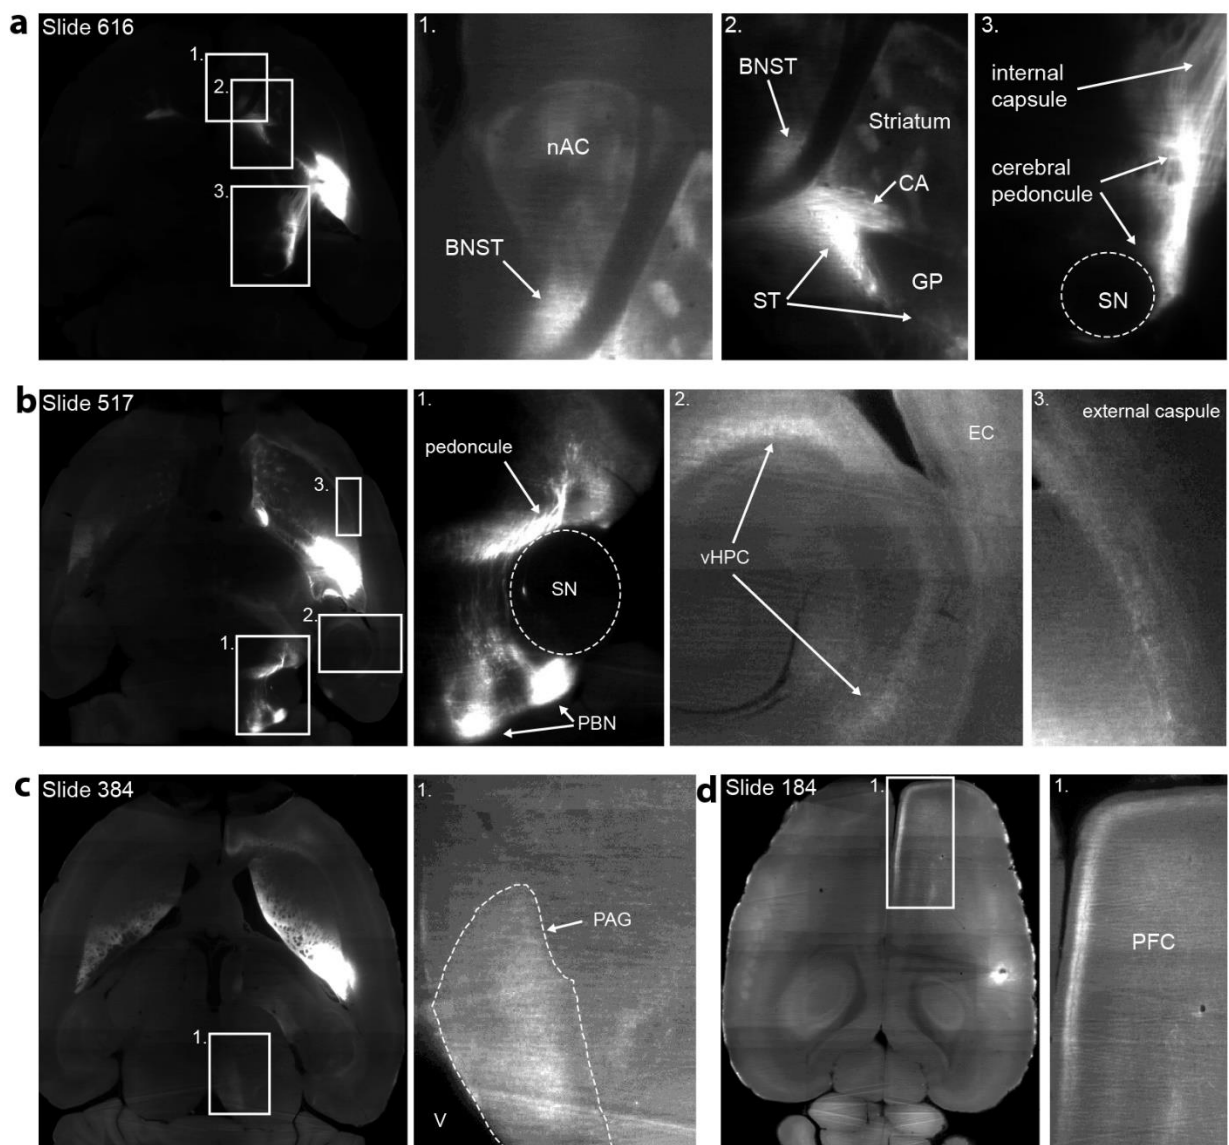 a
Slide 616
1.
2.
3.
1.
nAC
BNST
2.
BNST
Striatum
CA
GP
ST
3.
internal
capsule
cerebral
pedoncule
SN
b
Slide 517
3.
2.
1.
1.
pedoncule
SN
PBN
2.
EC
vHPC
3.
external caspule
c
Slide 384
1.
1.
PAG
V
d
Slide 184
1.
1.
PFC